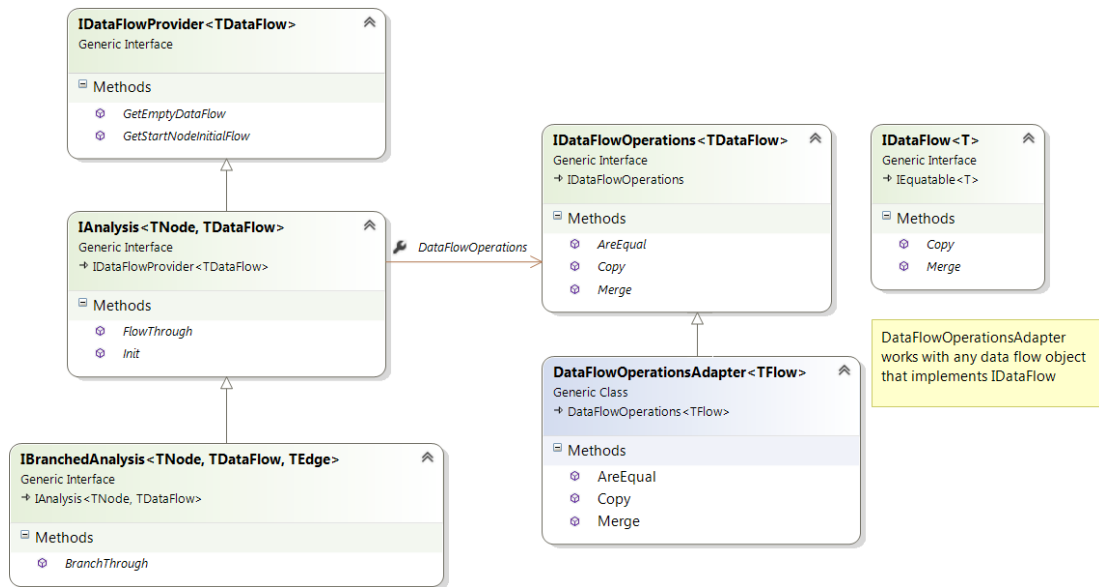 IDataFlowProvider<TDataFlow>
Generic Interface
Methods
GetEmptyDataFlow
GetStartNodeInitialFlow
IAnalysis<TNode, TDataFlow>
Generic Interface
IDataFlowProvider<TDataFlow>
Methods
FlowThrough
Init
IBranchedAnalysis<TNode, TDataFlow, TEdge>
Generic Interface
IAnalysis<TNode, TDataFlow>
Methods
BranchThrough
DataFlowOperations
IDataFlowOperations<TDataFlow>
Generic Interface
IDataFlowOperations
Methods
AreEqual
Copy
Merge
DataFlowOperationsAdapter<TFlow>
Generic Class
DataFlowOperations<TFlow>
Methods
AreEqual
Copy
Merge
IDataFlow<T>
Generic Interface
IEquatable<T>
Methods
Copy
Merge
DataFlowOperationsAdapter
works with any data flow object
that implements IDataFlow